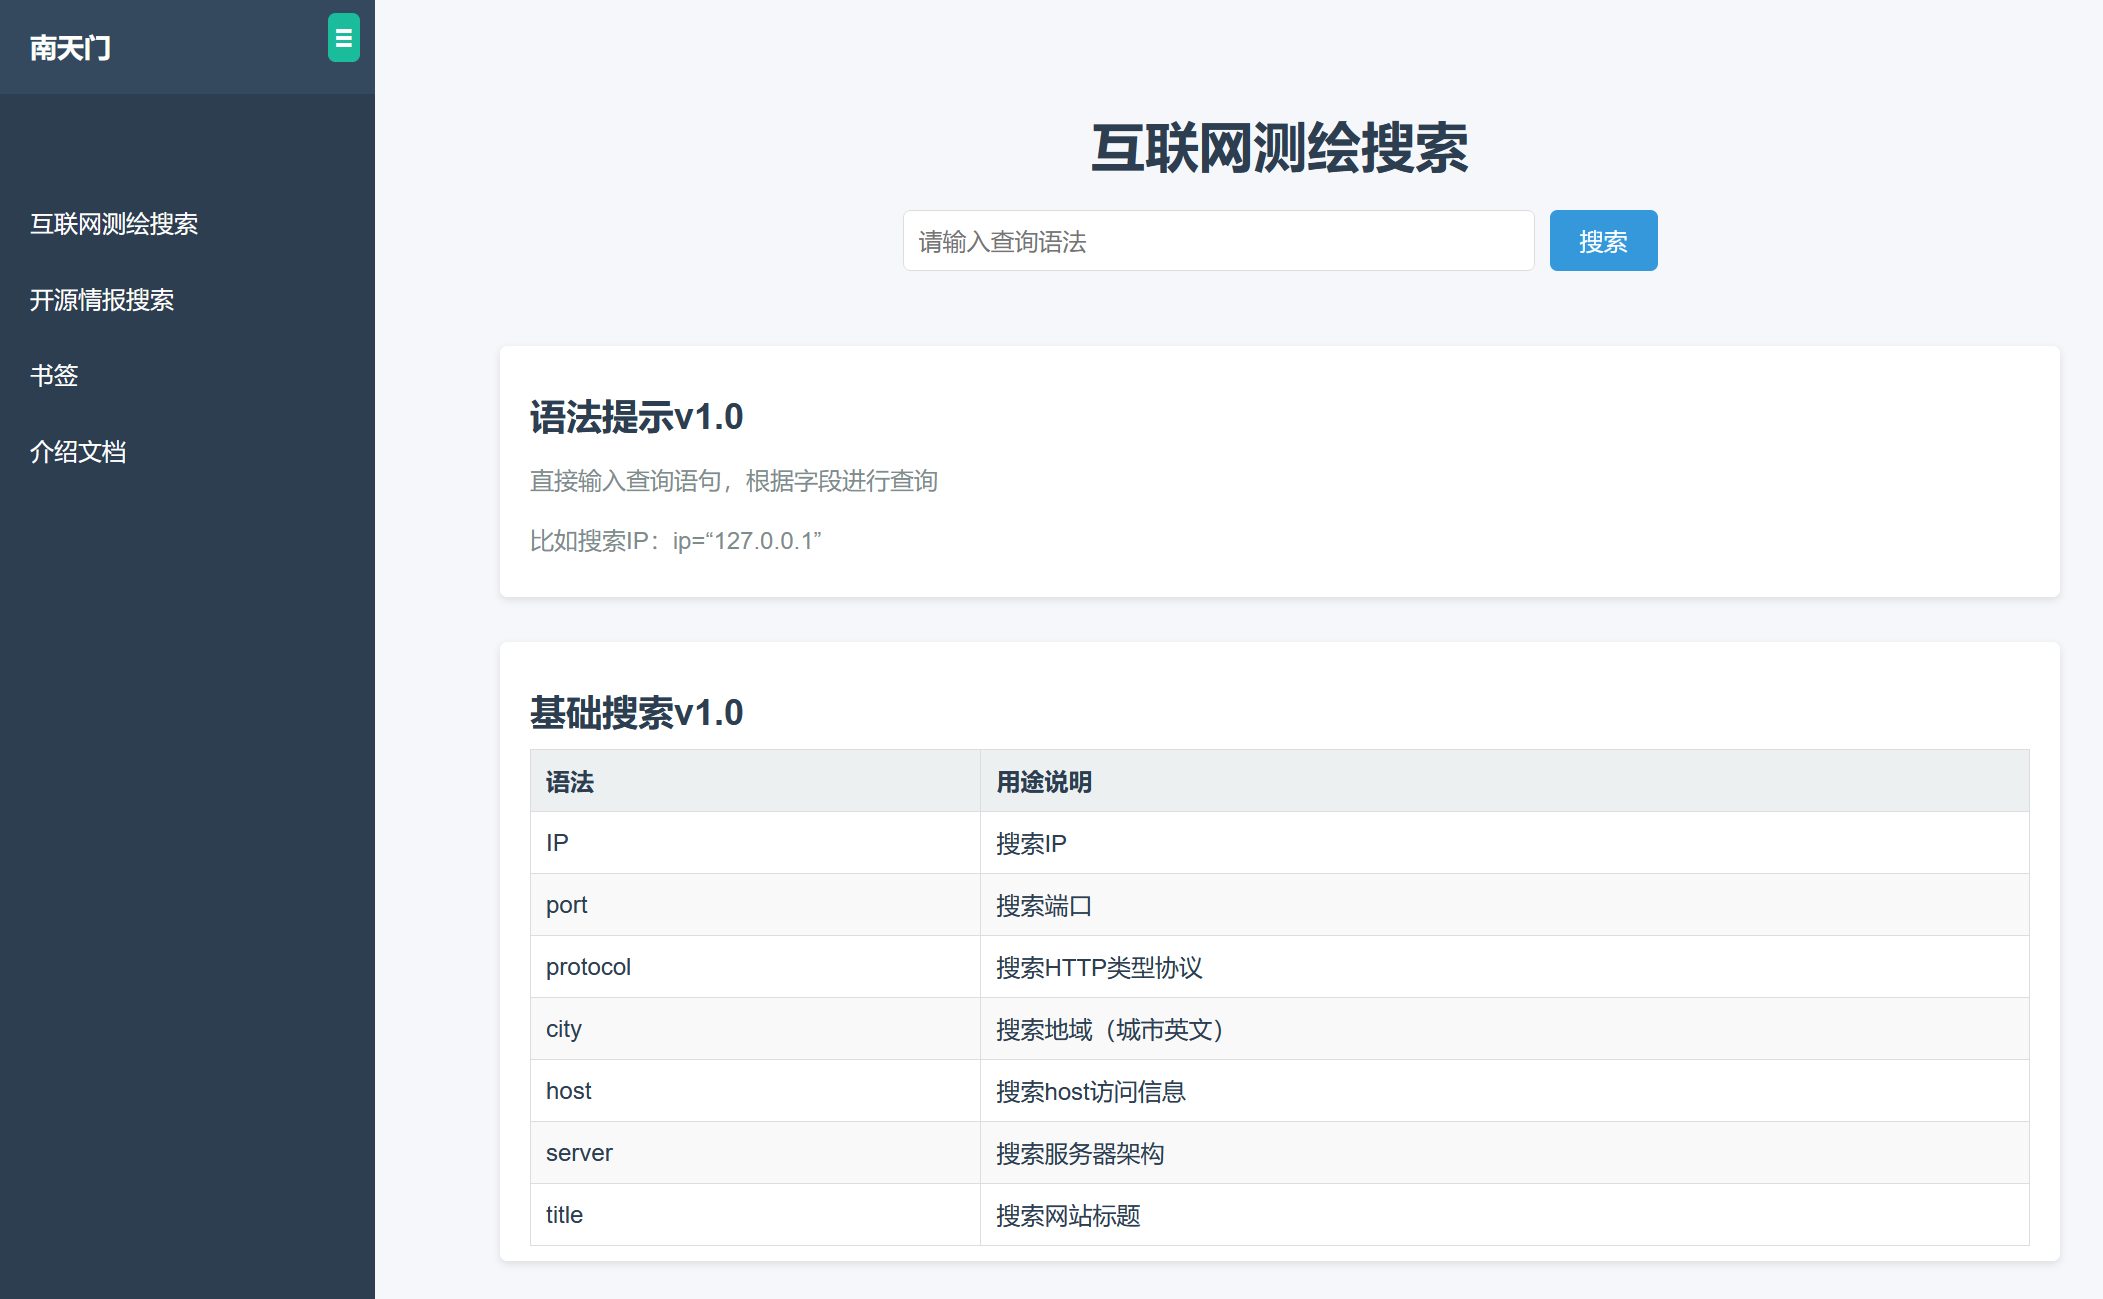 南天门
互联网测绘搜索
开源情报搜索
书签
介绍文档
互联网测绘搜索
请输入查询语法
搜索
语法提示v1.0
直接输入查询语句，根据字段进行查询
比如搜索IP：ip=“127.0.0.1”
基础搜索v1.0
语法 用途说明
IP 搜索IP
port 搜索端口
protocol 搜索HTTP类型协议
city 搜索地域（城市英文）
host 搜索host访问信息
server 搜索服务器架构
title 搜索网站标题